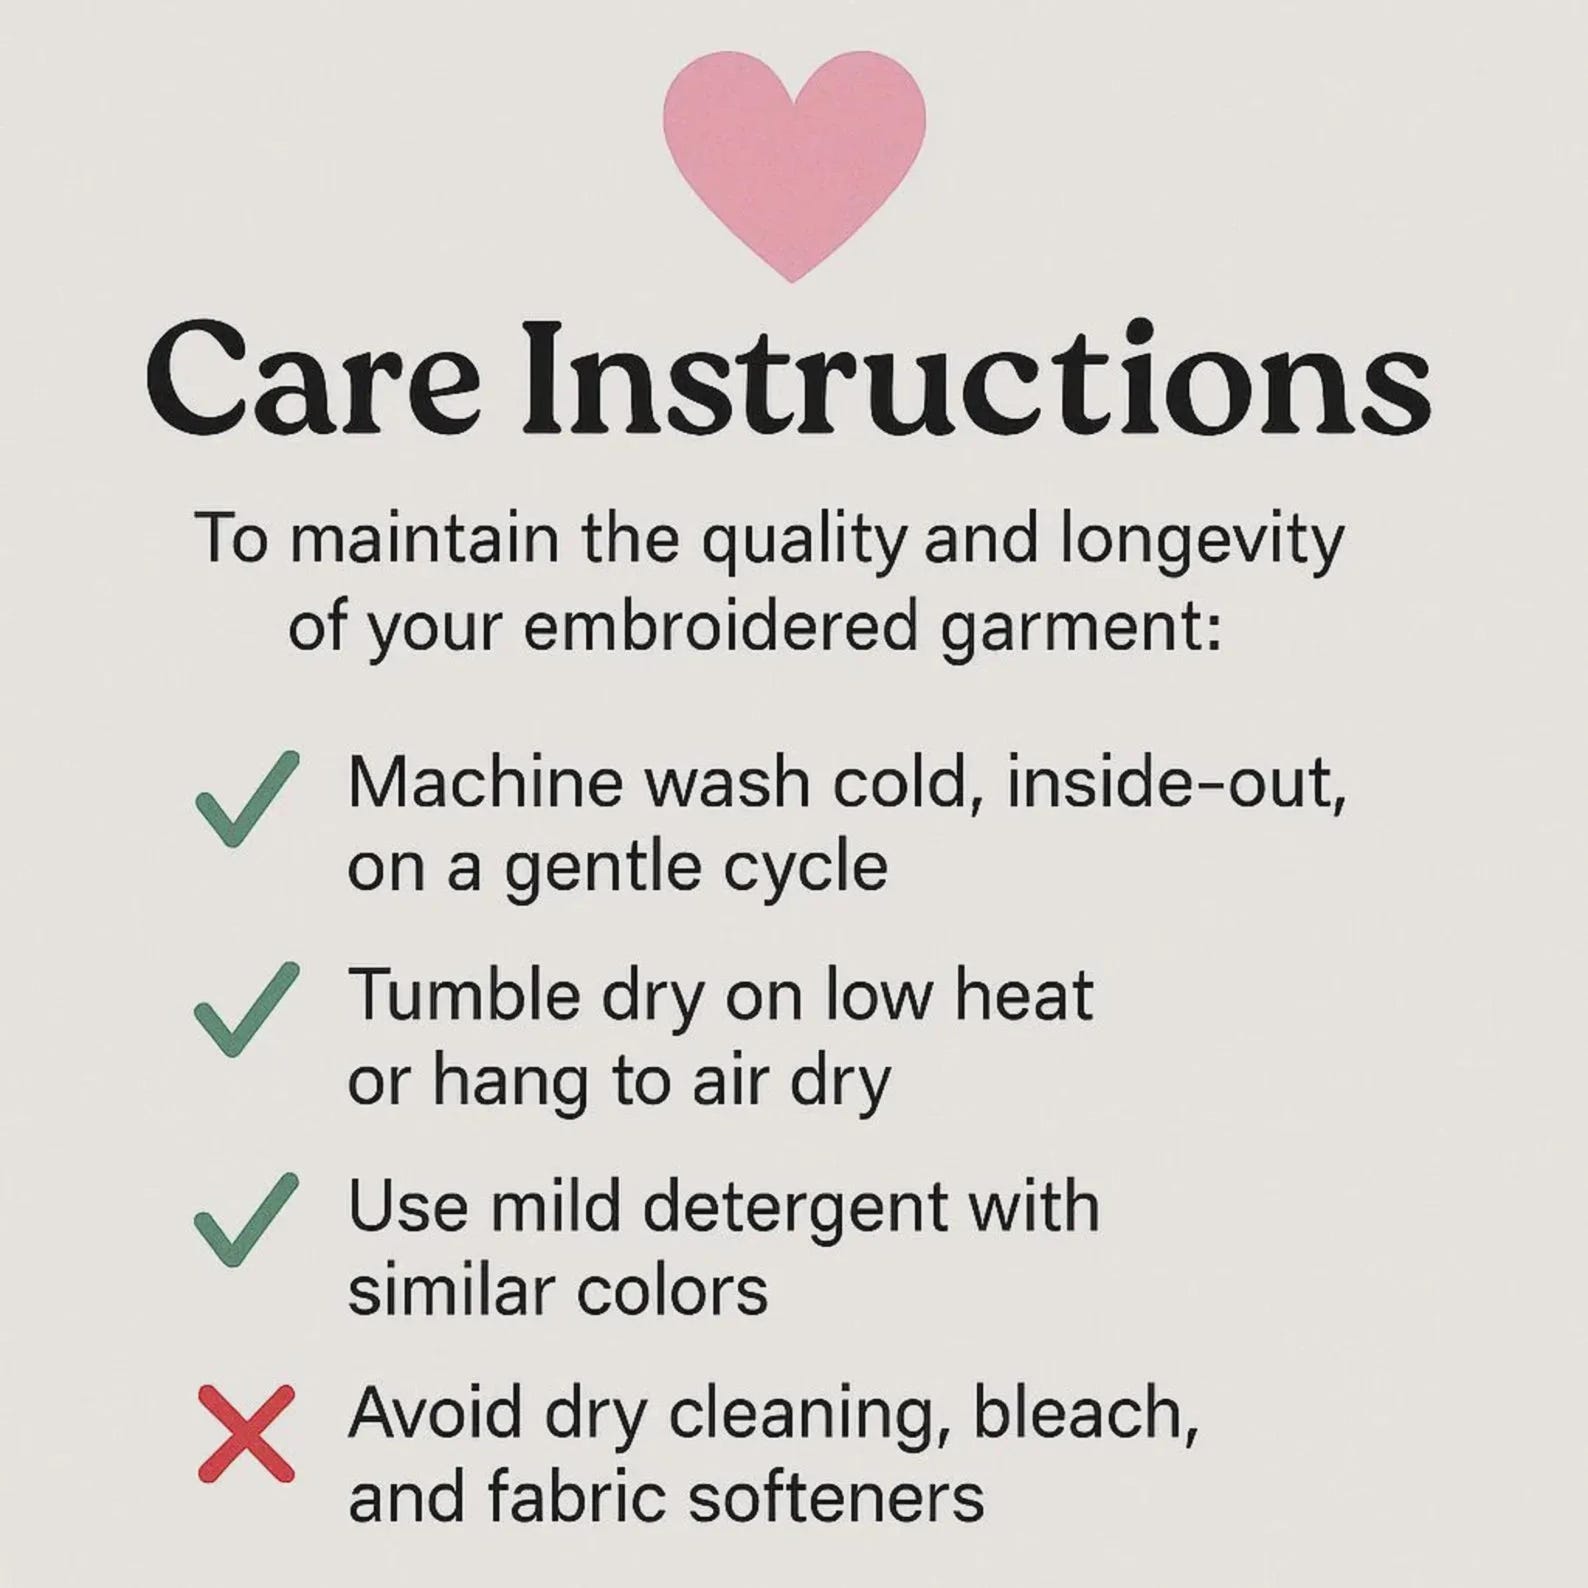 Care Instructions
To maintain the quality and longevity
of your embroidered garment:
Machine wash cold, inside-out,
on a gentle cycle
Tumble dry on low heat
or hang to air dry
Use mild detergent with
similar colors
Avoid dry cleaning, bleach,
and fabric softeners